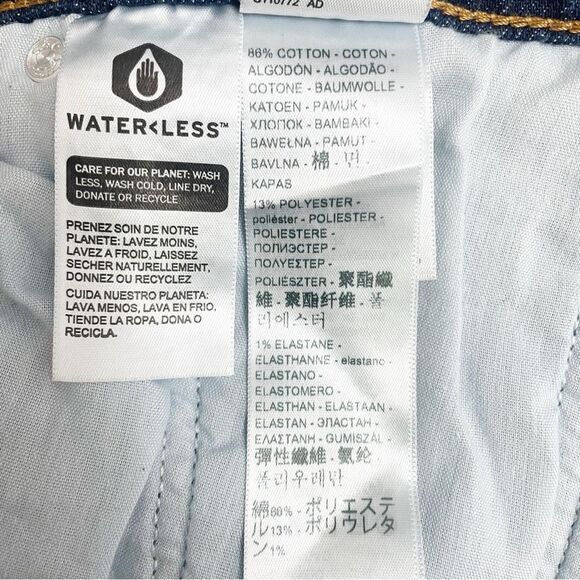 WATER<LESS™
CARE FOR OUR PLANET: WASH
LESS, WASH COLD, LINE DRY,
DONATE OR RECYCLE
PRENEZ SOIN DE NOTRE
PLANETE: LAVEZ MOINS,
LAVEZ A FROID, LAISSEZ
SECHER NATURELLEMENT,
DONNEZ OU RECYCLEZ
CUIDA NUESTRO PLANETA:
LAVA MENOS, LAVA EN FRIO,
TIENDE LA ROPA, DONA O
RECICLA.
AD
86% COTTON - COTON -
ALGODÓN - ALGODÃO -
COTONE - BAUMWOLLE -
KATOEN - PAMUK -
ХЛОПОК - ΒΑΜΒΑΚΙ -
BAWEŁNA - PAMUT -
BAVLNA - 棉 - 면 -
KAPAS
13% POLYESTER -
poliéster - POLIESTER -
POLIESTERE -
ПОЛИЭСТЕР -
ΠΟΛΥΕΣΤΕΡ -
POLIÉSZTER - 聚酯纖
維 - 聚酯纤维 - 폴
리에스터
1% ELASTANE -
ELASTHANNE - elastano -
ELASTANO -
ELASTOMERO -
ELASTHAN - ELASTAAN -
ELASTAN - ЭЛАСТАН -
ΕΛΑΣΤΑΝΗ - GUMISZÁL -
彈性纖維 - 氨纶 -
폴리우레탄
綿86% - ポリエステ
ル13% - ポリウレタ
ン1%